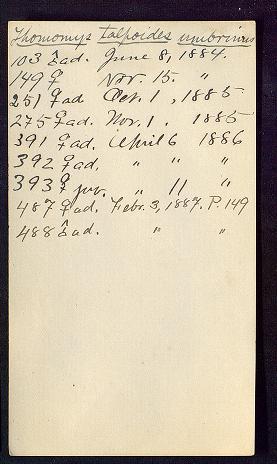 Thomomys talpoides umbrinus
103 ♀ ad. June 8, 1884.
149 ♀ Nov. 15. "
251 ♀ ad Oct. 1, 1885
275 ♀ ad. Nov. 1. 1885
391 ♀ ad. April 6 1886
392 ♀ ad. " " "
393 ♀ juv. " 11 "
487 ♀ ad. Febr. 3, 1887. P. 149
488 ad. " "